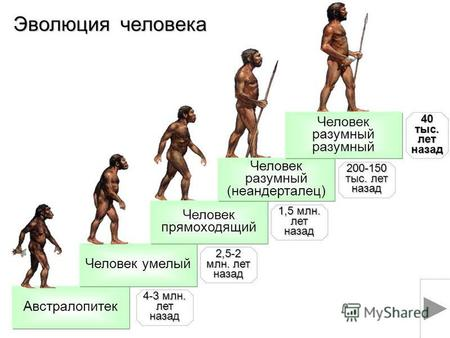 Эволюция человека
Человек
разумный
разумный
40
тыс.
лет
назад
Человек
разумный
(неандерталец)
200-150
тыс. лет
назад
Человек
прямоходящий
1,5 млн.
лет
назад
Человек умелый
2,5-2
млн. лет
назад
Австралопитек
4-3 млн.
лет
назад
MyShared